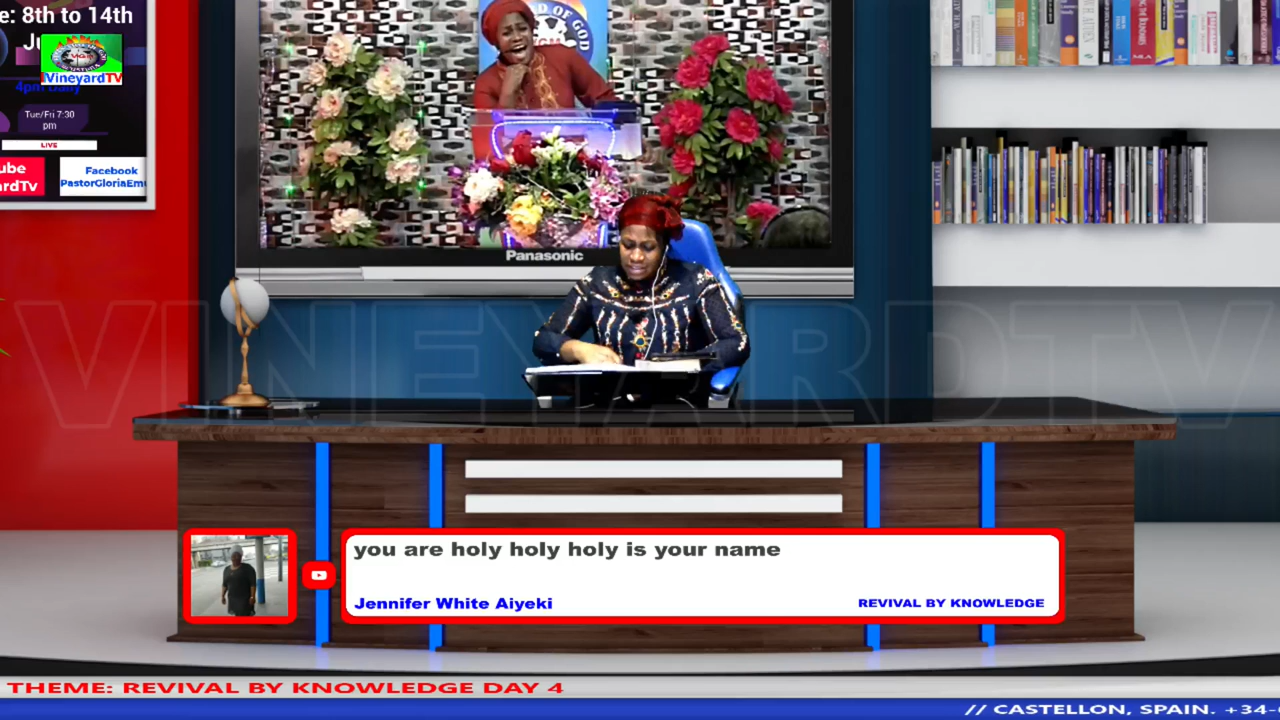 e: 8th to 14th
Ju
VineyardTV
4pm Daily
Tue/Fri 7:30
pm
LIVE
ube
ardTv
Facebook
PastorGloriaEm
D OF GOD
Panasonic
VINEYARDTV
you are holy holy holy is your name
Jennifer White Aiyeki
REVIVAL BY KNOWLEDGE
THEME: REVIVAL BY KNOWLEDGE DAY 4
// CASTELLON, SPAIN. +34-